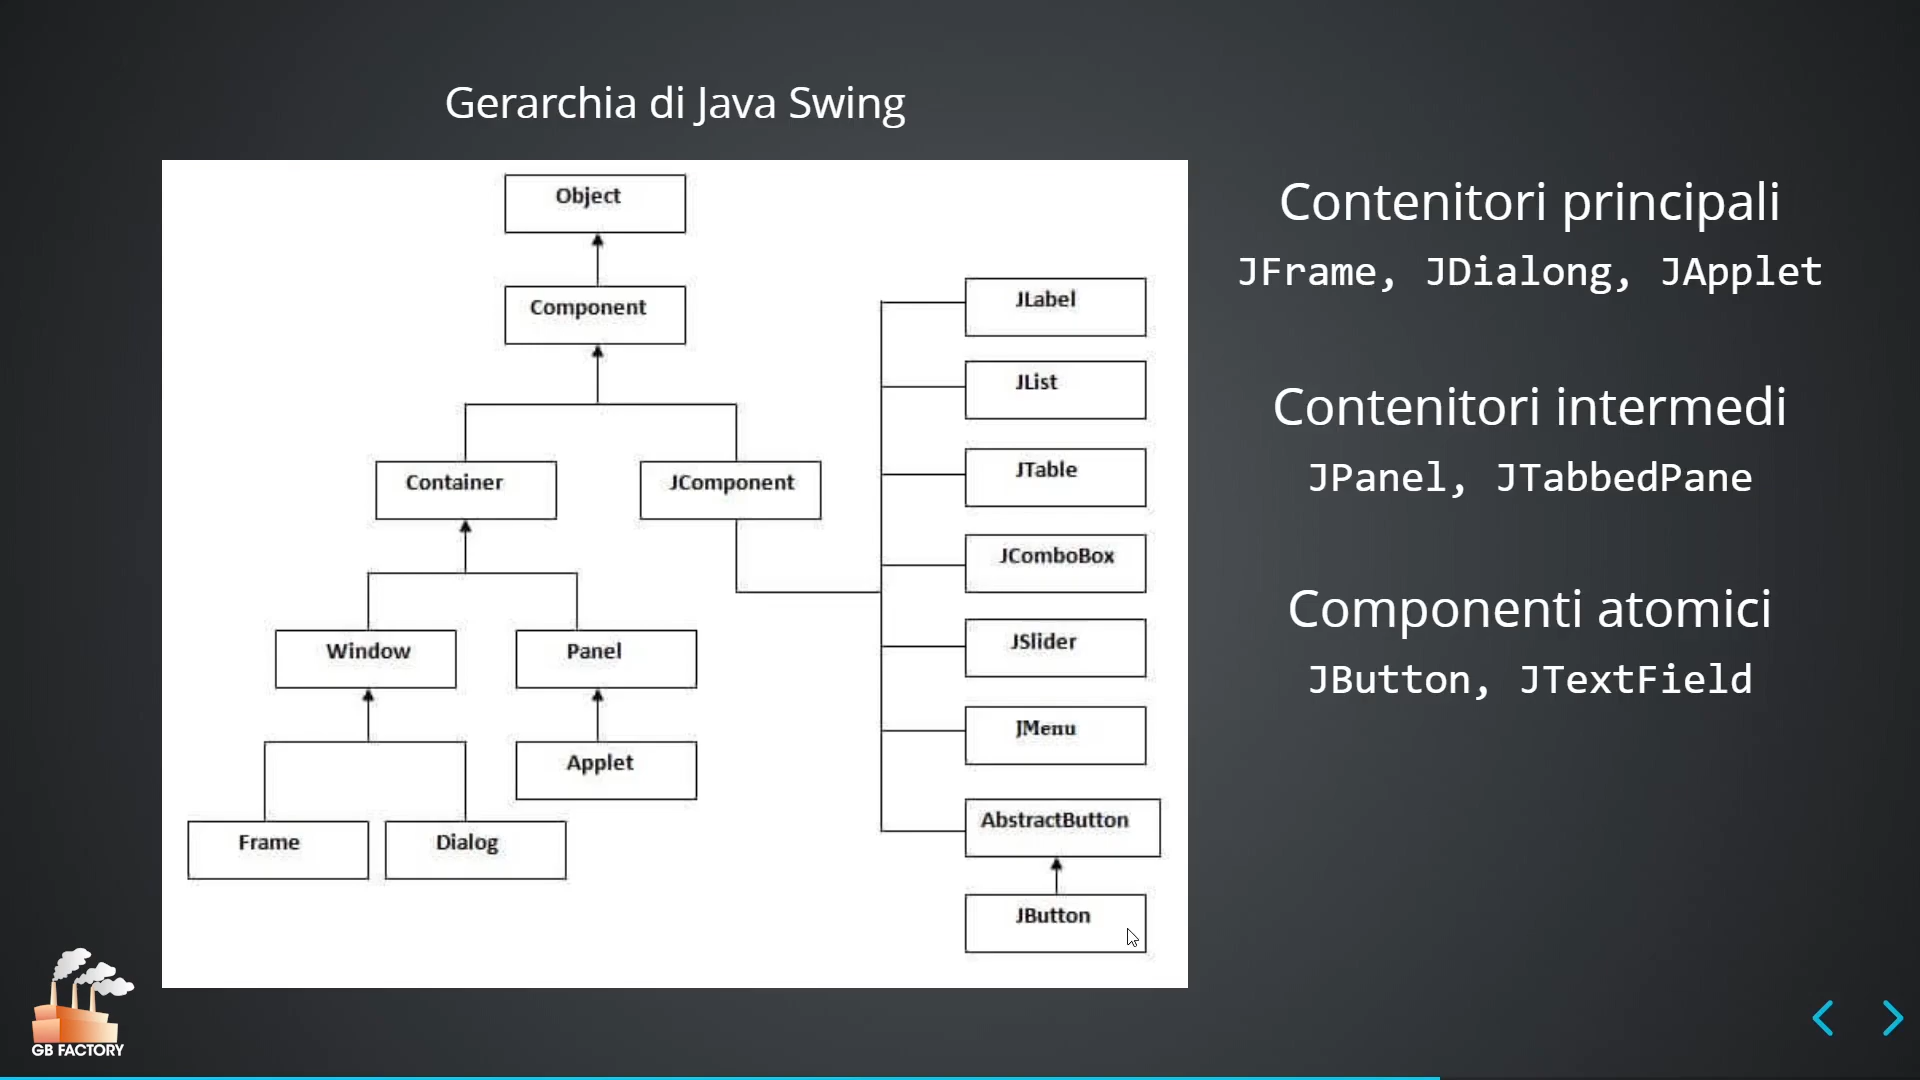 Gerarchia di Java Swing
Object
Component
Container
JComponent
Window
Panel
Applet
Frame
Dialog
JLabel
JList
JTable
JComboBox
JSlider
JMenu
AbstractButton
JButton
Contenitori principali
JFrame, JDialong, JApplet
Contenitori intermedi
JPanel, JTabbedPane
Componenti atomici
JButton, JTextField
GB FACTORY